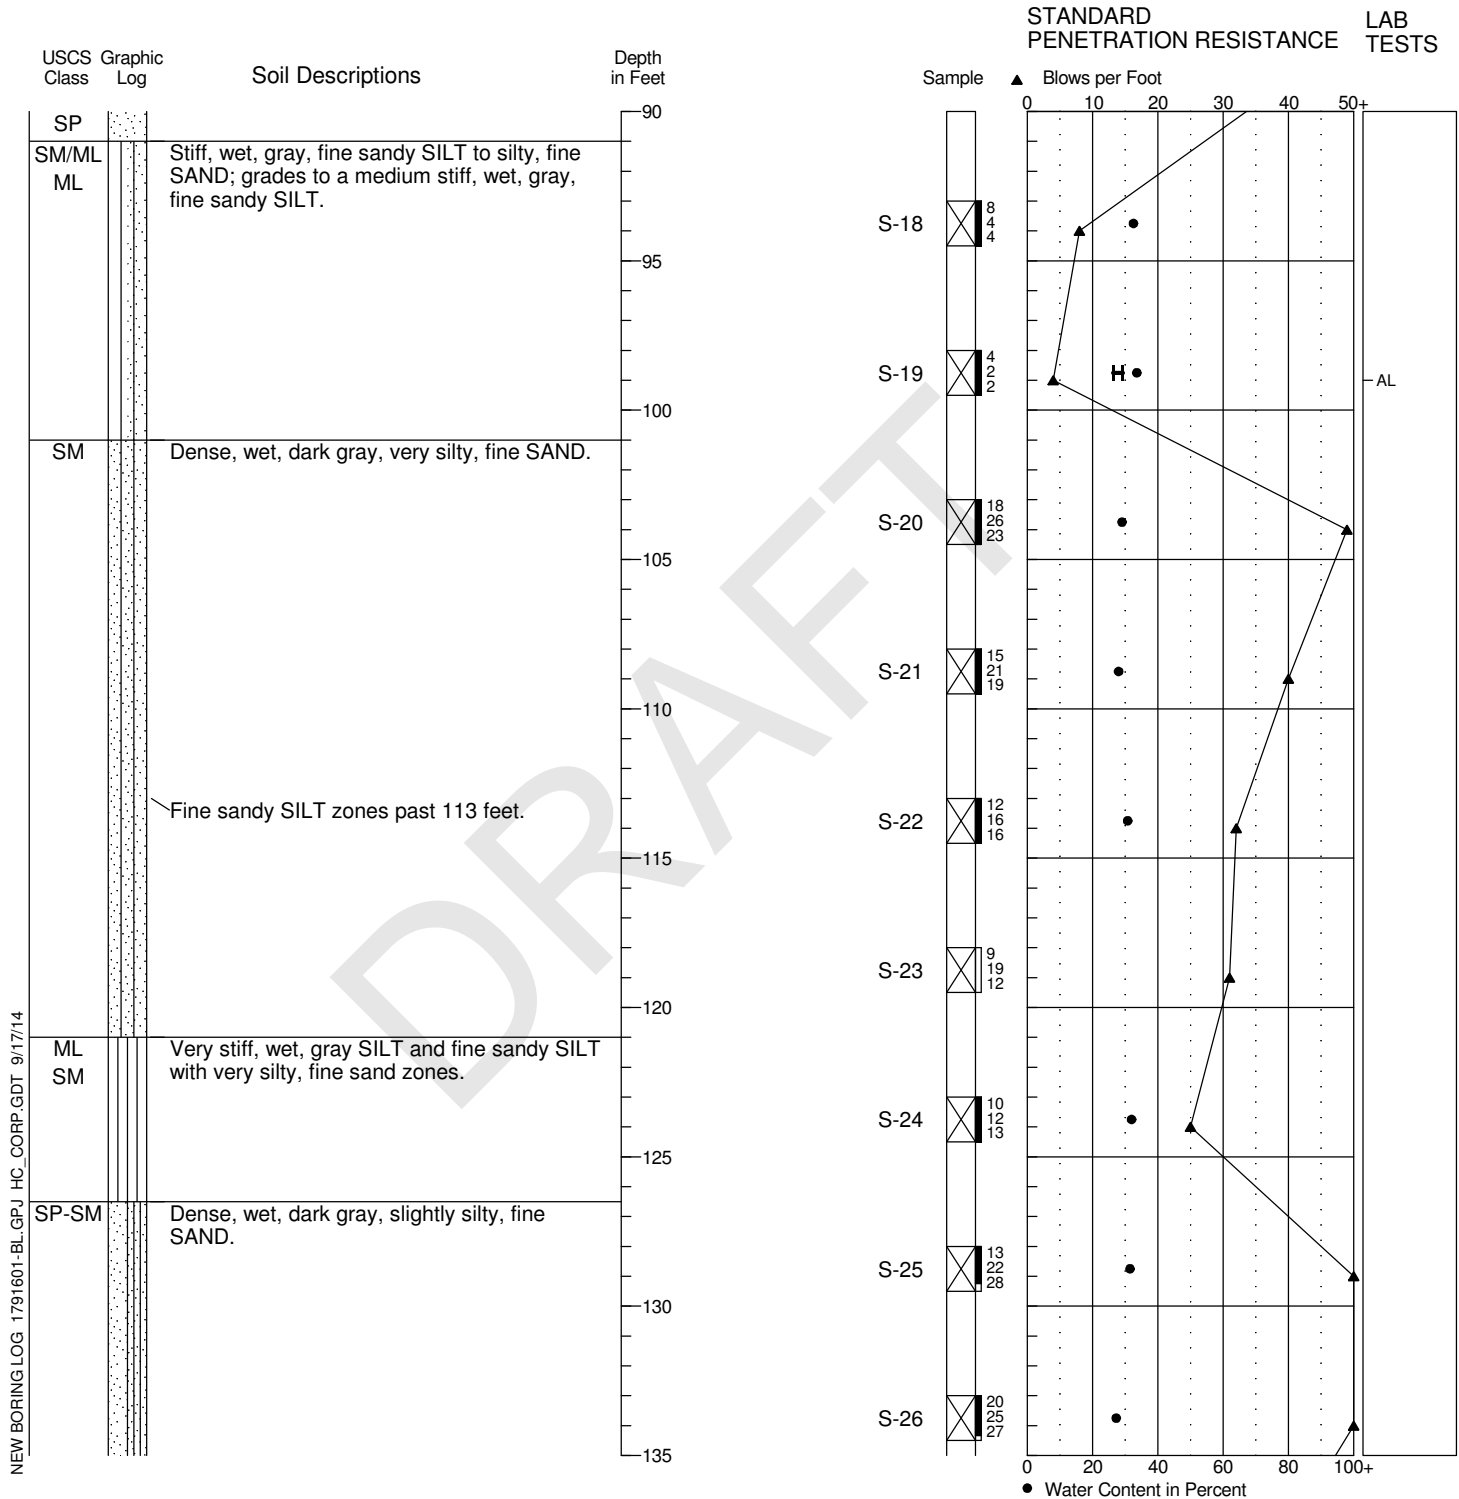 STANDARD
PENETRATION RESISTANCE
LAB
TESTS
USCS Graphic
Class Log
Soil Descriptions
Depth
in Feet
Sample
▲ Blows per Foot
0 10 20 30 40 50+
SP
90
SM/ML
ML
Stiff, wet, gray, fine sandy SILT to silty, fine
SAND; grades to a medium stiff, wet, gray,
fine sandy SILT.
S-18
8
4
4
95
S-19
4
2
2
AL
100
SM
Dense, wet, dark gray, very silty, fine SAND.
S-20
18
26
23
105
S-21
15
21
19
110
Fine sandy SILT zones past 113 feet.
S-22
12
16
16
115
S-23
9
19
12
120
ML
SM
Very stiff, wet, gray SILT and fine sandy SILT
with very silty, fine sand zones.
S-24
10
12
13
125
SP-SM
Dense, wet, dark gray, slightly silty, fine
SAND.
S-25
13
22
28
130
S-26
20
25
27
135
0 20 40 60 80 100+
● Water Content in Percent
DRAFT
NEW BORING LOG 1791601-BL.GPJ HC_CORP.GDT 9/17/14